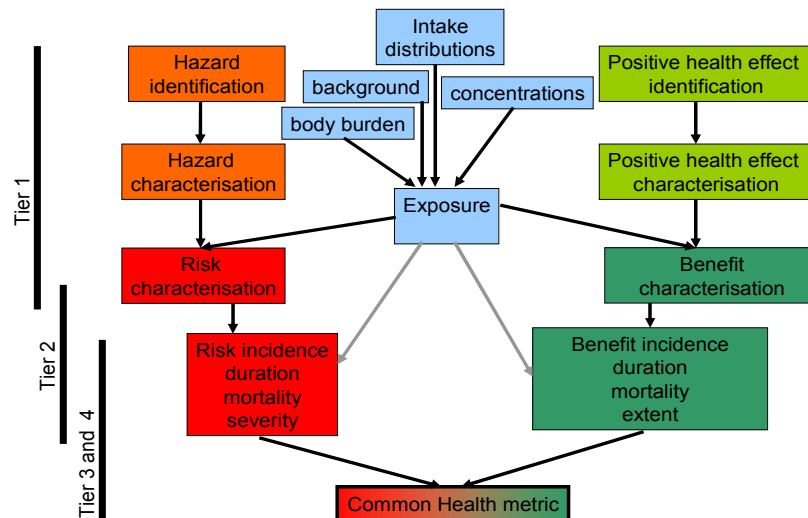 Intake
distributions
Hazard
identification
Positive health effect
identification
background
concentrations
body burden
Hazard
characterisation
Positive health effect
characterisation
Exposure
Tier 1
Risk
characterisation
Benefit
characterisation
Tier 2
Risk incidence
duration
mortality
severity
Benefit incidence
duration
mortality
extent
Tier 3 and 4
Common Health metric